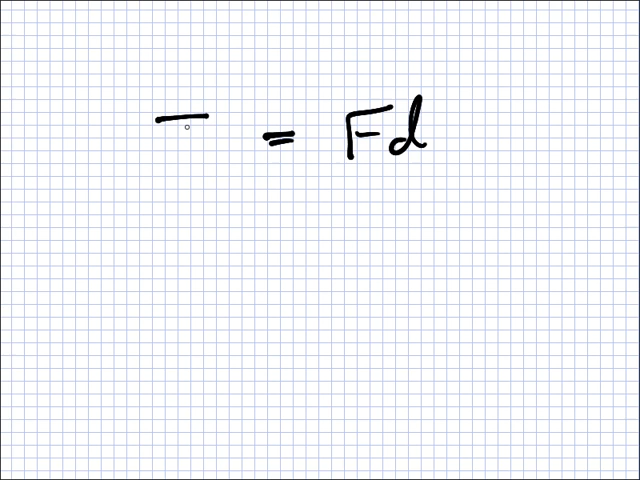 = Fd